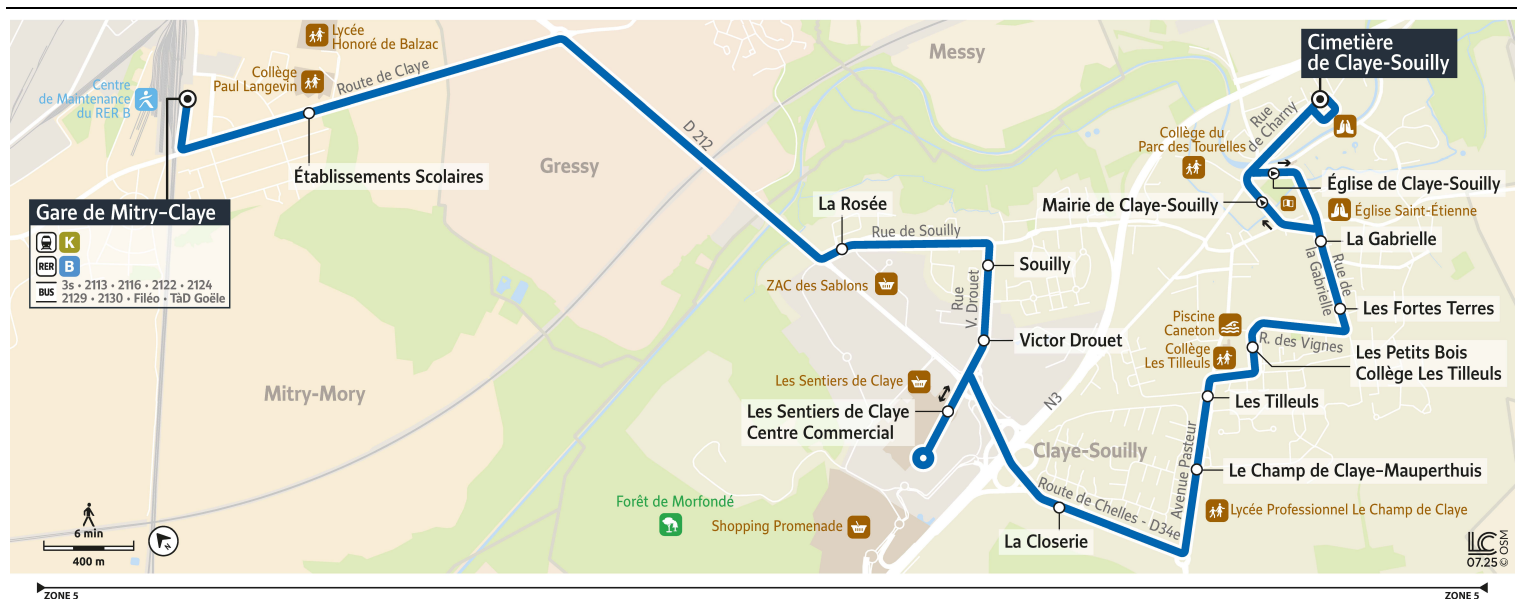 Lycée
Honoré de Balzac
Collège
Paul Langevin
Route de Claye
Centre
de Maintenance
du RER B
Établissements Scolaires
Gare de Mitry-Claye
K
RER
B
BUS
3s • 2113 • 2116 • 2122 • 2124
2129 • 2130 • Filéo • TàD Goële
Gressy
Mitry-Mory
D 212
Messy
Cimetière
de Claye-Souilly
Rue
de Charny
Collège du
Parc des Tourelles
Église de Claye-Souilly
Mairie de Claye-Souilly
Église Saint-Étienne
La Gabrielle
Rue de
la Gabrielle
La Rosée
Rue de Souilly
Souilly
ZAC des Sablons
Rue
V. Drouet
Victor Drouet
Les Fortes Terres
Piscine
Caneton
R. des Vignes
Collège
Les Tilleuls
Les Petits Bois
Collège Les Tilleuls
Les Sentiers de Claye
Les Sentiers de Claye
Centre Commercial
N3
Les Tilleuls
Claye-Souilly
Avenue Pasteur
Le Champ de Claye-Mauperthuis
Route de Chelles - D34e
Lycée Professionnel Le Champ de Claye
Forêt de Morfondé
Shopping Promenade
La Closerie
6 min
400 m
N
LC
07.25 © OSM
ZONE 5
ZONE 5